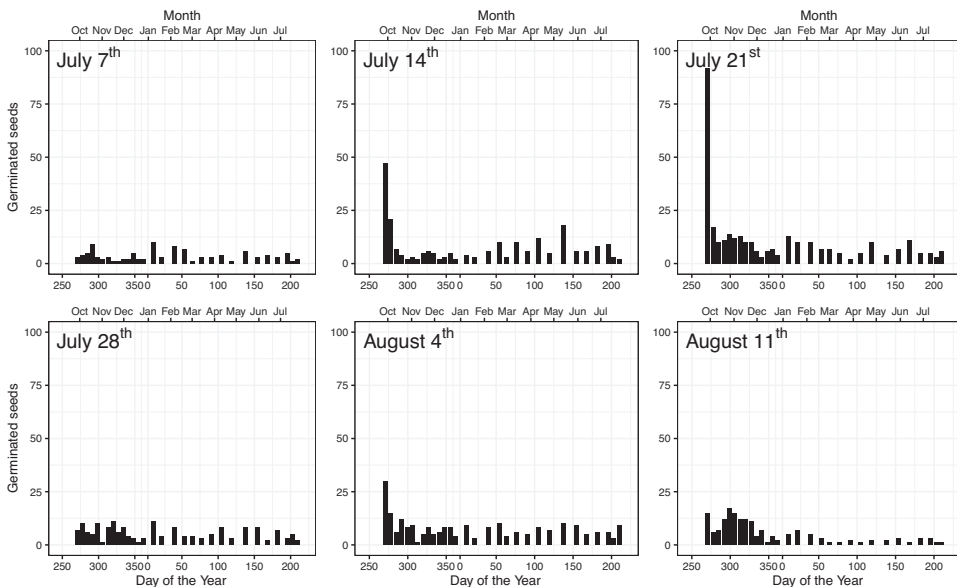 Month Month Month
Oct Nov Dec Jan Feb Mar Apr May Jun Jul Oct Nov Dec Jan Feb Mar Apr May Jun Jul Oct Nov Dec Jan Feb Mar Apr May Jun Jul
100 100 100
July 7th July 14th July 21st
75 75 75
Germinated seeds
50 50 50
25 25 25
0 0 0
250 300 350 0 50 100 150 200 250 300 350 0 50 100 150 200 250 300 350 0 50 100 150 200
Oct Nov Dec Jan Feb Mar Apr May Jun Jul Oct Nov Dec Jan Feb Mar Apr May Jun Jul Oct Nov Dec Jan Feb Mar Apr May Jun Jul
100 100 100
July 28th August 4th August 11th
75 75 75
Germinated seeds
50 50 50
25 25 25
0 0 0
250 300 350 0 50 100 150 200 250 300 350 0 50 100 150 200 250 300 350 0 50 100 150 200
Day of the Year Day of the Year Day of the Year